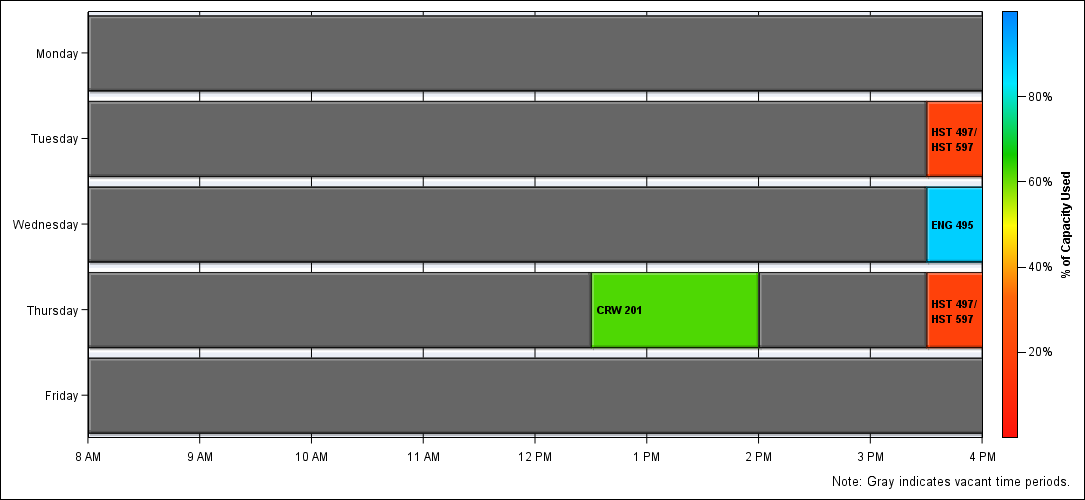 Monday
Tuesday
HST 497/
HST 597
Wednesday
ENG 495
Thursday
CRW 201
HST 497/
HST 597
Friday
8 AM 9 AM 10 AM 11 AM 12 PM 1 PM 2 PM 3 PM 4 PM
80%
60%
40%
20%
% of Capacity Used
Note: Gray indicates vacant time periods.